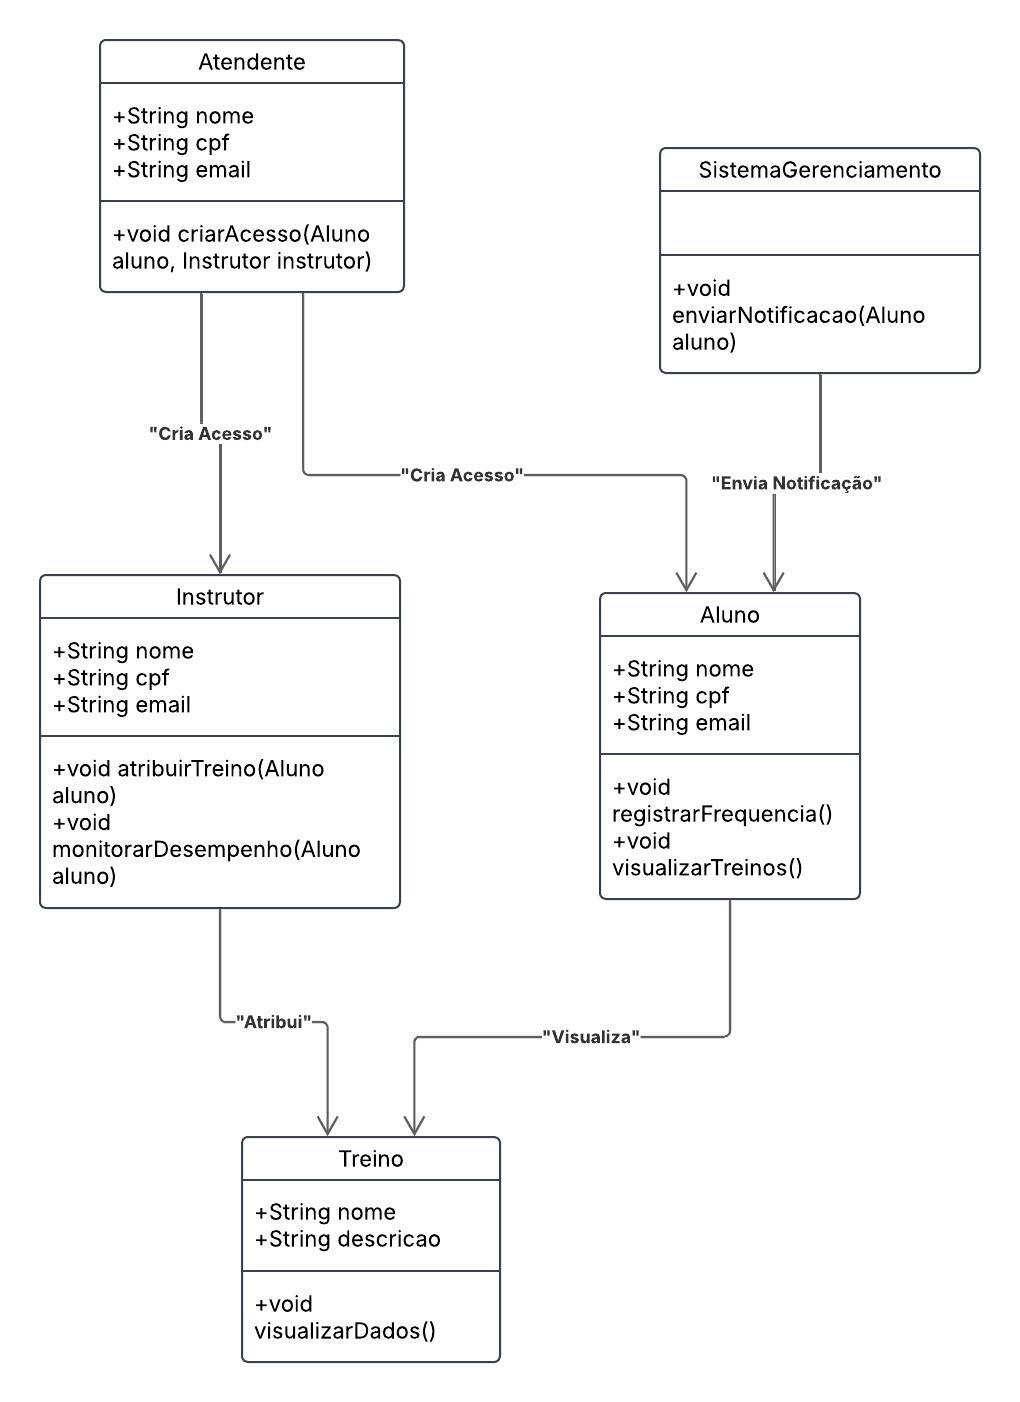 Atendente
+String nome
+String cpf
+String email
+void criarAcesso(Aluno
aluno, Instrutor instrutor)
SistemaGerenciamento
+void
enviarNotificacao(Aluno
aluno)
"Cria Acesso"
"Cria Acesso"
"Envia Notificação"
Instrutor
+String nome
+String cpf
+String email
+void atribuirTreino(Aluno
aluno)
+void
monitorarDesempenho(Aluno
aluno)
Aluno
+String nome
+String cpf
+String email
+void
registrarFrequencia()
+void
visualizarTreinos()
"Atribui"
"Visualiza"
Treino
+String nome
+String descricao
+void
visualizarDados()